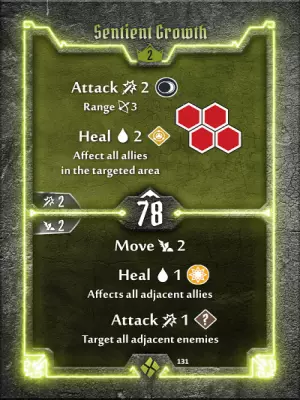 Sentient Growth
2
Attack 2
Range 3
Heal 2
Affect all allies
in the targeted area
2
78
2
Move 2
Heal 1
Affects all adjacent allies
Attack 1 ?
Target all adjacent enemies
131